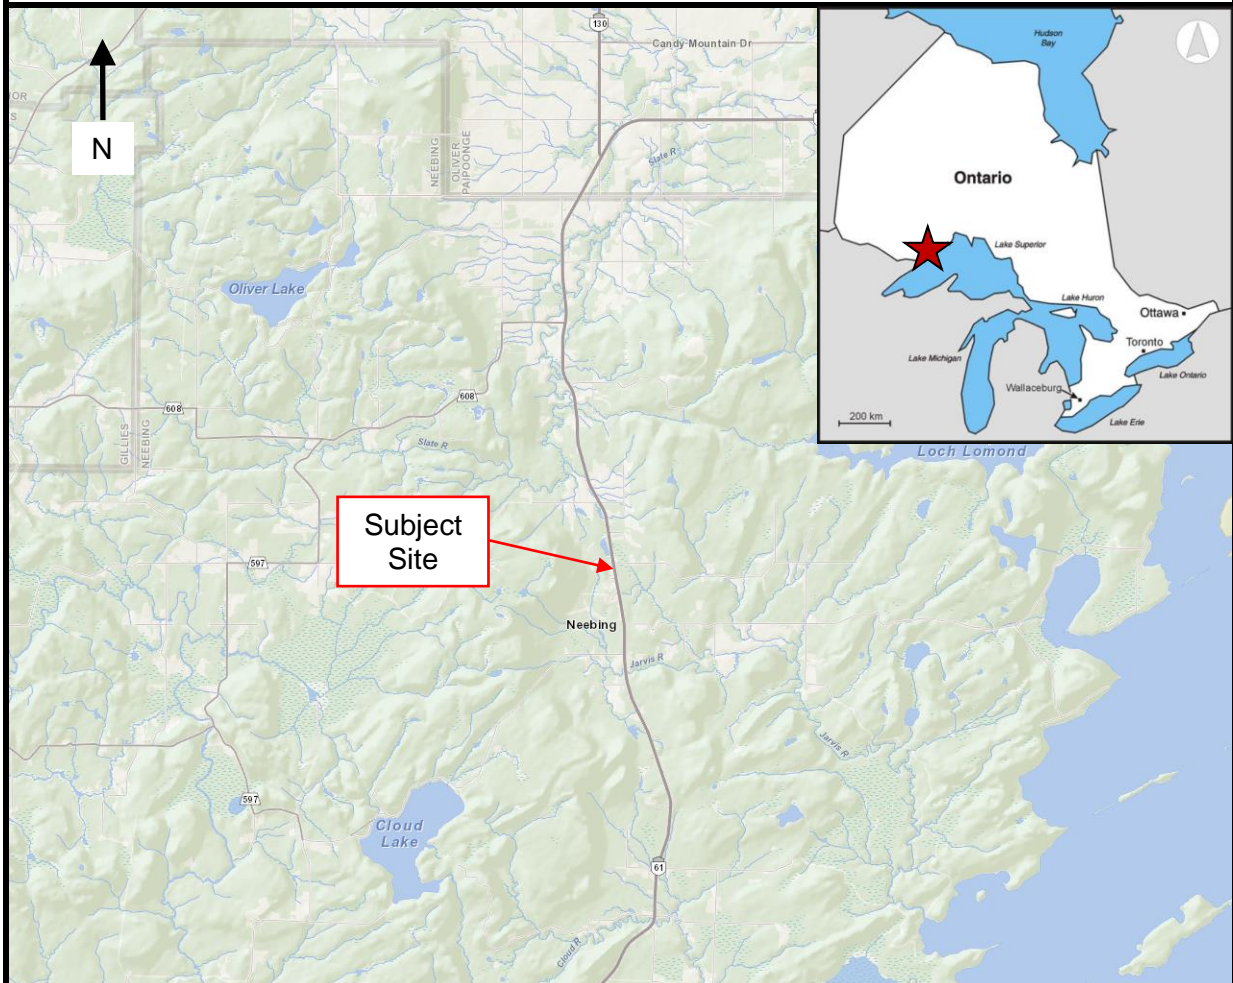 130
Candy Mountain Dr
N
NEEBING
OLIVER
PAIPOONGE
Slate R
Oliver Lake
608
608
GILLIES
NEEBING
Slate R
Subject
Site
597
Neebing
Jarvis R
Jarvis R
597
Cloud
Lake
61
Cloud R
Loch Lomond
Hudson
Bay
Ontario
Lake Superior
Lake Huron
Ottawa
Toronto
Lake Michigan
Lake Ontario
Wallaceburg
200 km
Lake Erie